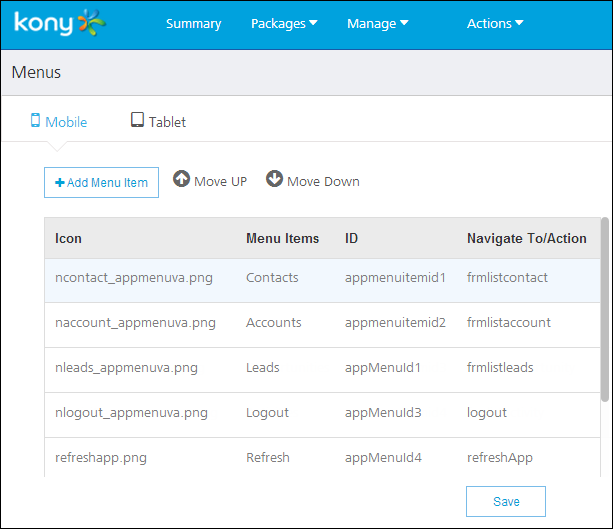 kony Summary Packages Manage Actions
Menus
Mobile Tablet
Add Menu Item Move UP Move Down
Icon Menu Items ID Navigate To/Action
ncontact_appmenuva.png Contacts appmenuitemid1 frmlistcontact
naccount_appmenuva.png Accounts appmenuitemid2 frmlistaccount
nleads_appmenuva.png Leads appMenuId1 frmlistleads
nlogout_appmenuva.png Logout appMenuId3 logout
refreshapp.png Refresh appMenuId4 refreshApp
Save